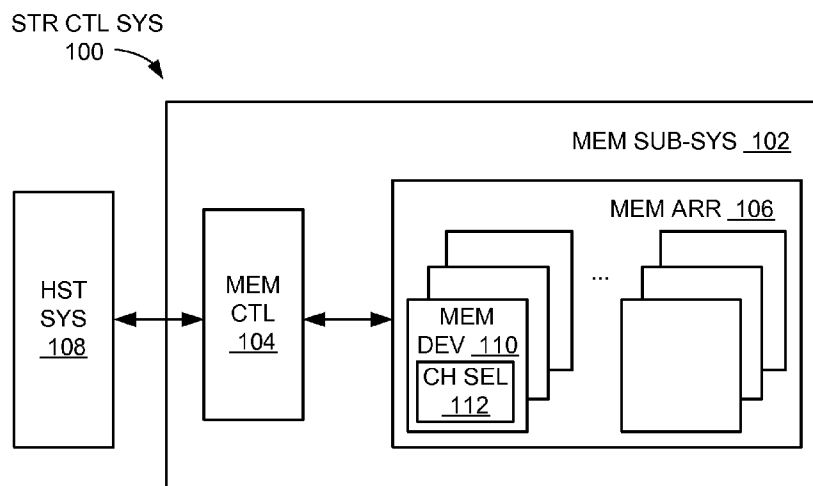 STR CTL SYS
100
MEM SUB-SYS 102
MEM ARR 106
HST
SYS
108
MEM
CTL
104
MEM
DEV 110
CH SEL
112
...